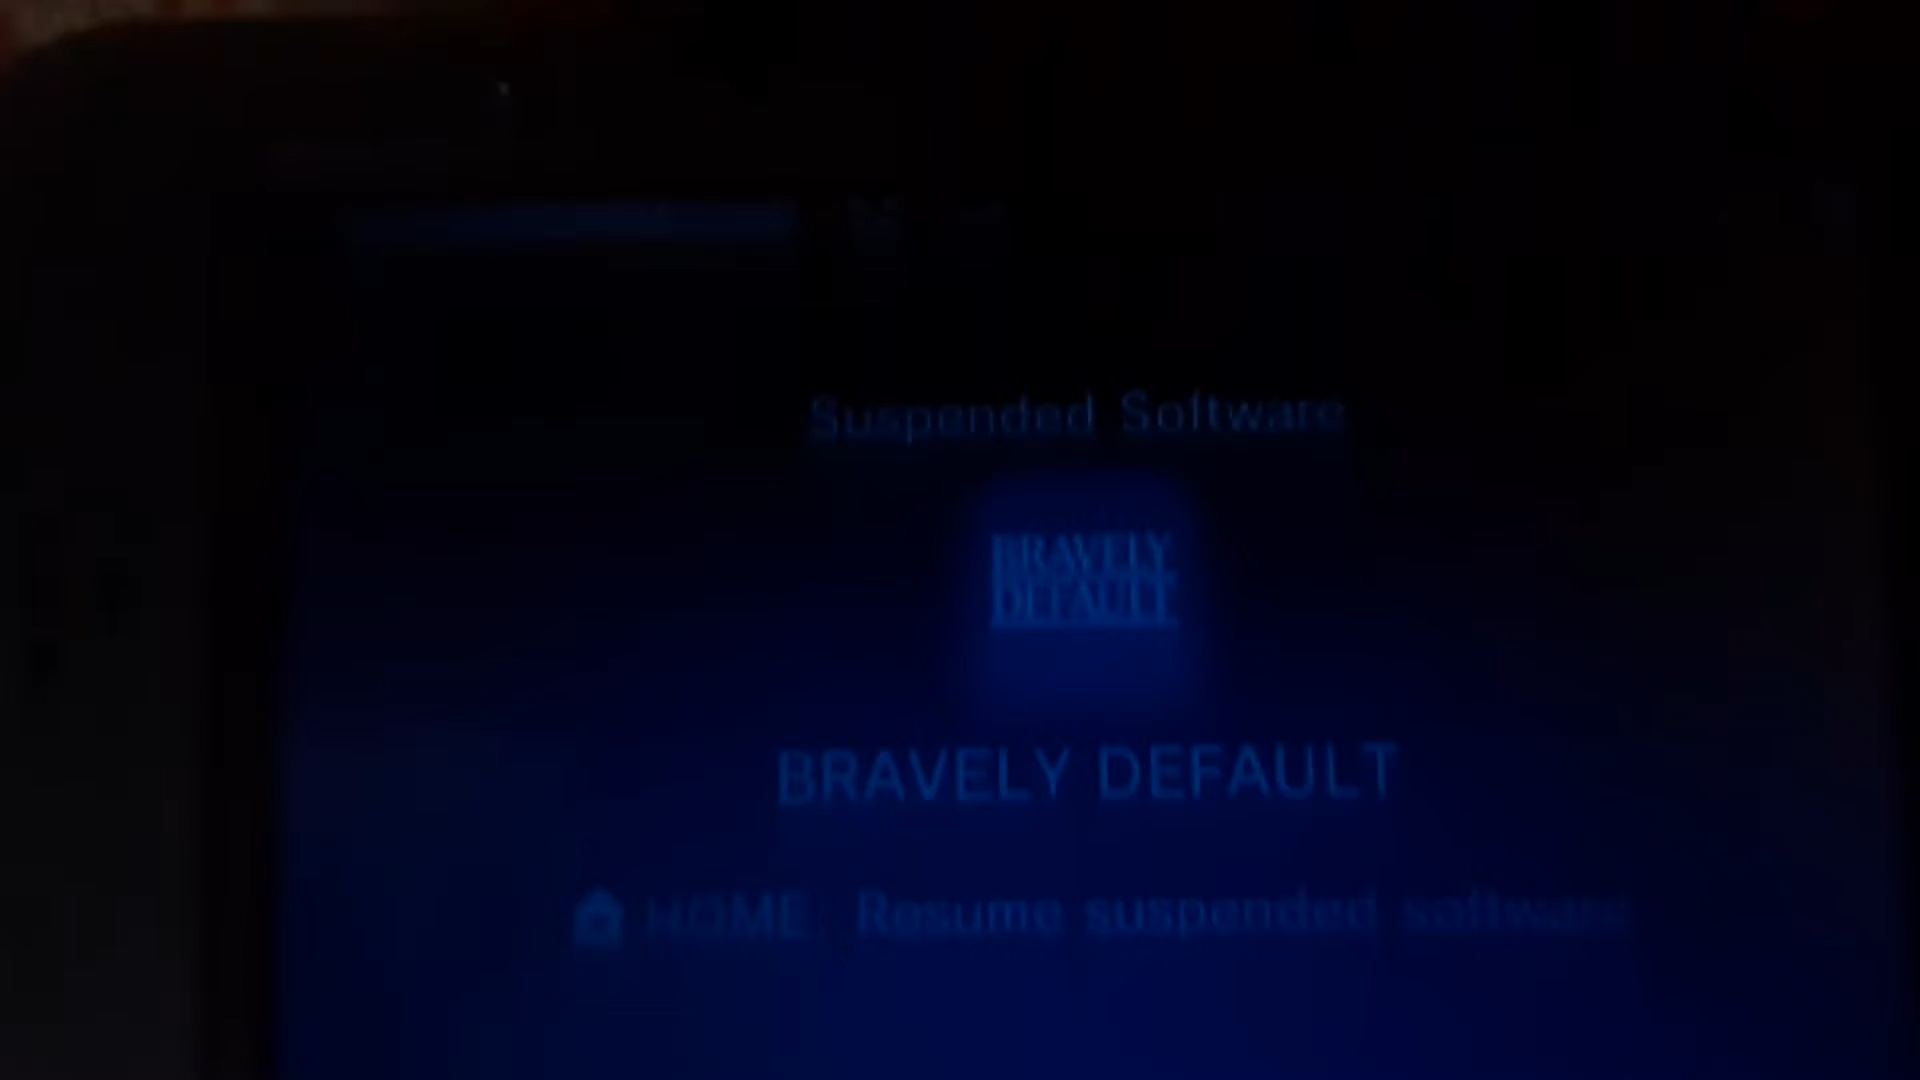 Suspended Software
BRAVELY
DEFAULT
BRAVELY DEFAULT
HOME: Resume suspended software